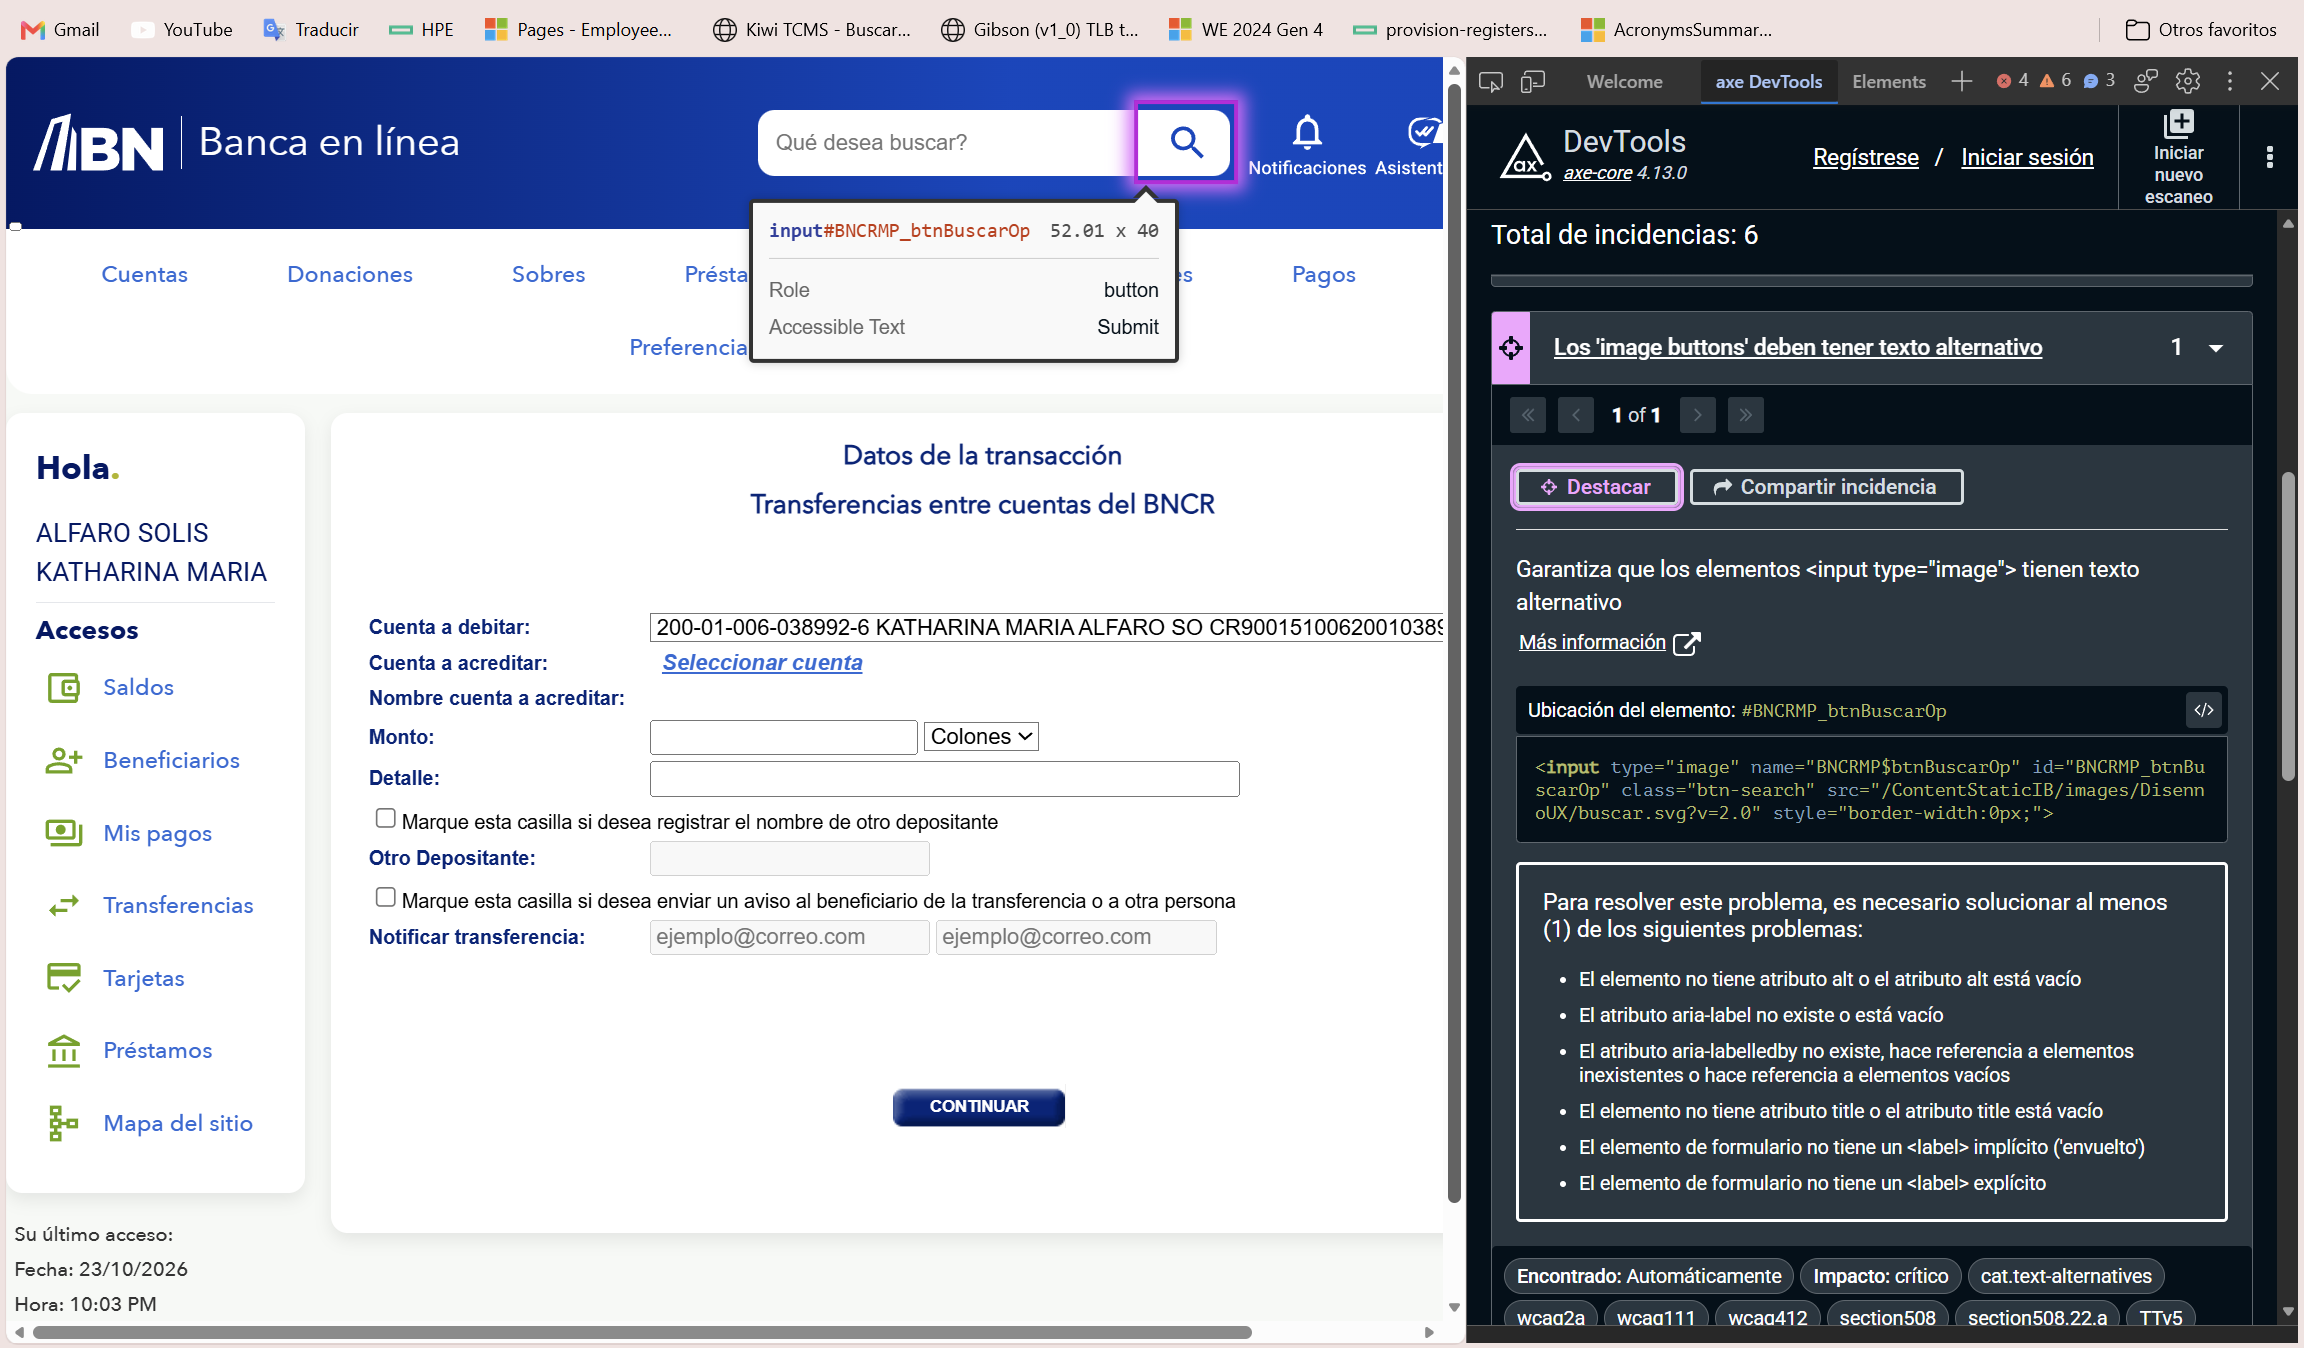 Gmail
YouTube
Traducir
HPE
Pages - Employee...
Kiwi TCMS - Buscar...
Gibson (v1_0) TLB t...
WE 2024 Gen 4
provision-registers...
AcronymsSummar...
Otros favoritos
BN Banca en línea
Qué desea buscar?
Notificaciones
Asistent
input#BNCRMP_btnBuscarOp 52.01 x 40
Role button
Accessible Text Submit
Cuentas
Donaciones
Sobres
Présta
es
Pagos
Preferencia
Hola.
ALFARO SOLIS
KATHARINA MARIA
Accesos
Saldos
Beneficiarios
Mis pagos
Transferencias
Tarjetas
Préstamos
Mapa del sitio
Su último acceso:
Fecha: 23/10/2026
Hora: 10:03 PM
Datos de la transacción
Transferencias entre cuentas del BNCR
Cuenta a debitar: 200-01-006-038992-6 KATHARINA MARIA ALFARO SO CR90015100620010389
Cuenta a acreditar: Seleccionar cuenta
Nombre cuenta a acreditar:
Monto: Colones
Detalle:
Marque esta casilla si desea registrar el nombre de otro depositante
Otro Depositante:
Marque esta casilla si desea enviar un aviso al beneficiario de la transferencia o a otra persona
Notificar transferencia: ejemplo@correo.com ejemplo@correo.com
CONTINUAR
Welcome
axe DevTools
Elements
4 6 3
ax
DevTools
axe-core 4.13.0
Regístrese / Iniciar sesión
Iniciar
nuevo
escaneo
Total de incidencias: 6
Los 'image buttons' deben tener texto alternativo 1
1 of 1
Destacar
Compartir incidencia
Garantiza que los elementos <input type="image"> tienen texto
alternativo
Más información
Ubicación del elemento: #BNCRMP_btnBuscarOp
</>
<input type="image" name="BNCRMP$btnBuscarOp" id="BNCRMP_btnBu
scarOp" class="btn-search" src="/ContentStaticIB/images/Disenn
oUX/buscar.svg?v=2.0" style="border-width:0px;">
Para resolver este problema, es necesario solucionar al menos
(1) de los siguientes problemas:
• El elemento no tiene atributo alt o el atributo alt está vacío
• El atributo aria-label no existe o está vacío
• El atributo aria-labelledby no existe, hace referencia a elementos
inexistentes o hace referencia a elementos vacíos
• El elemento no tiene atributo title o el atributo title está vacío
• El elemento de formulario no tiene un <label> implícito ('envuelto')
• El elemento de formulario no tiene un <label> explícito
Encontrado: Automáticamente
Impacto: crítico
cat.text-alternatives
wcag2a
wcag111
wcag412
section508
section508.22.a
TTv5